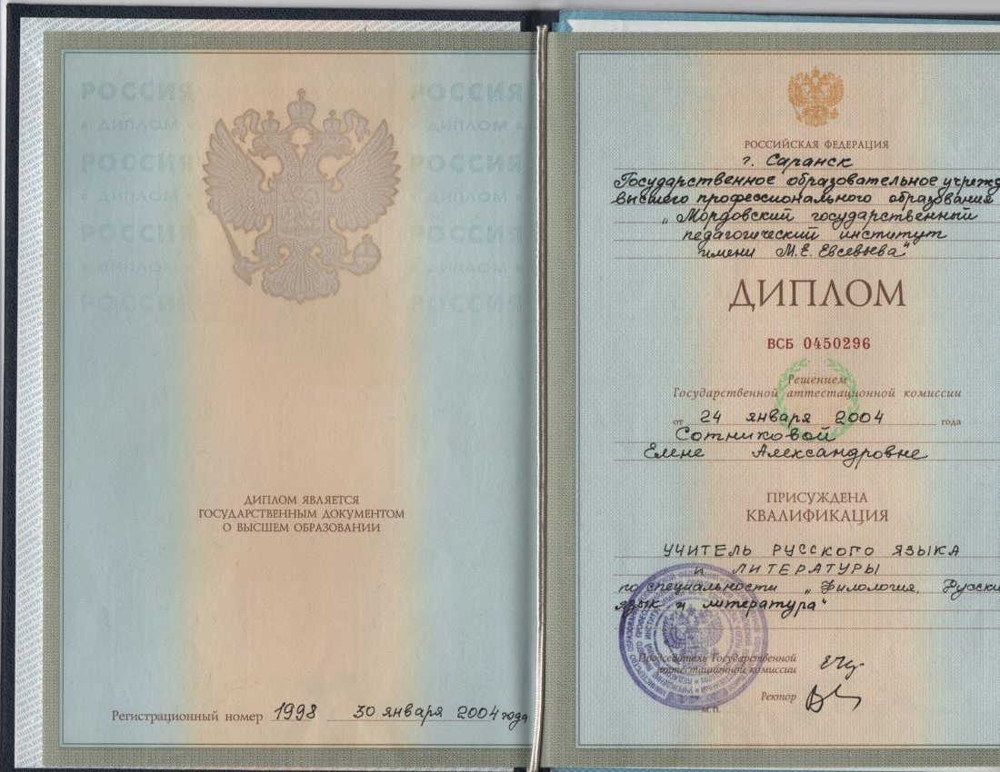 РОССИЯ РОССИЯ
ДИПЛОМ ДИПЛОМ
РОССИЯ РОССИЯ
ДИПЛОМ ДИПЛОМ
РОССИЯ РОССИЯ
ДИПЛОМ ДИПЛОМ
РОССИЯ РОССИЯ
ДИПЛОМ ЯВЛЯЕТСЯ
ГОСУДАРСТВЕННЫМ ДОКУМЕНТОМ
О ВЫСШЕМ ОБРАЗОВАНИИ
Регистрационный номер 1998 30 января 2004 года
РОССИЙСКАЯ ФЕДЕРАЦИЯ
г. Саранск
Государственное образовательное учрежд
высшего профессионального образования
„Мордовский государственный
педагогический институт
имени М.Е. Евсевьева"
ДИПЛОМ
ВСБ 0450296
Решением
Государственной аттестационной комиссии
от 24 января 2004 года
Сотниковой
Елене Александровне
ПРИСУЖДЕНА
КВАЛИФИКАЦИЯ
УЧИТЕЛЬ РУССКОГО ЯЗЫКА
И ЛИТЕРАТУРЫ
по специальности „Филология. Русски
язык и литература"
Председатель Государственной
аттестационной комиссии
Ректор
М.П.